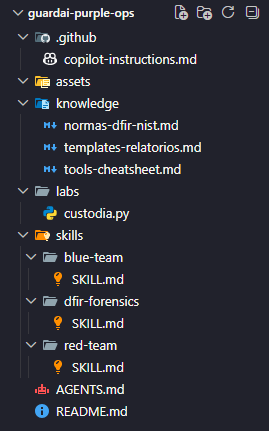 guardai-purple-ops
.github
copilot-instructions.md
assets
knowledge
normas-dfir-nist.md
templates-relatorios.md
tools-cheatsheet.md
labs
custodia.py
skills
blue-team
SKILL.md
dfir-forensics
SKILL.md
red-team
SKILL.md
AGENTS.md
README.md